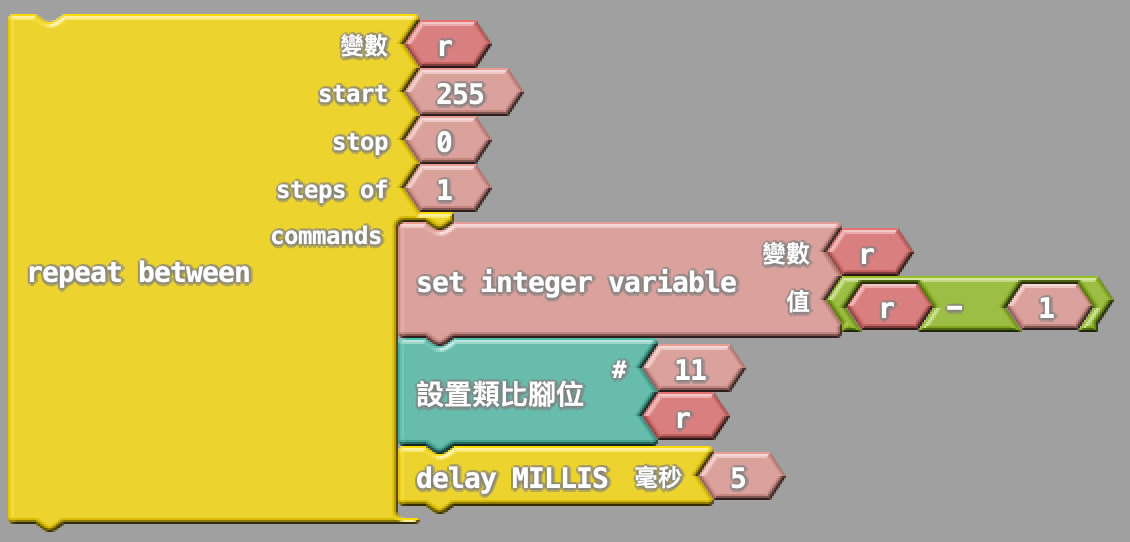 變數 r
start 255
stop 0
steps of 1
commands
repeat between
set integer variable
變數 r
值 r - 1
設置類比腳位
# 11
r
delay MILLIS 毫秒 5